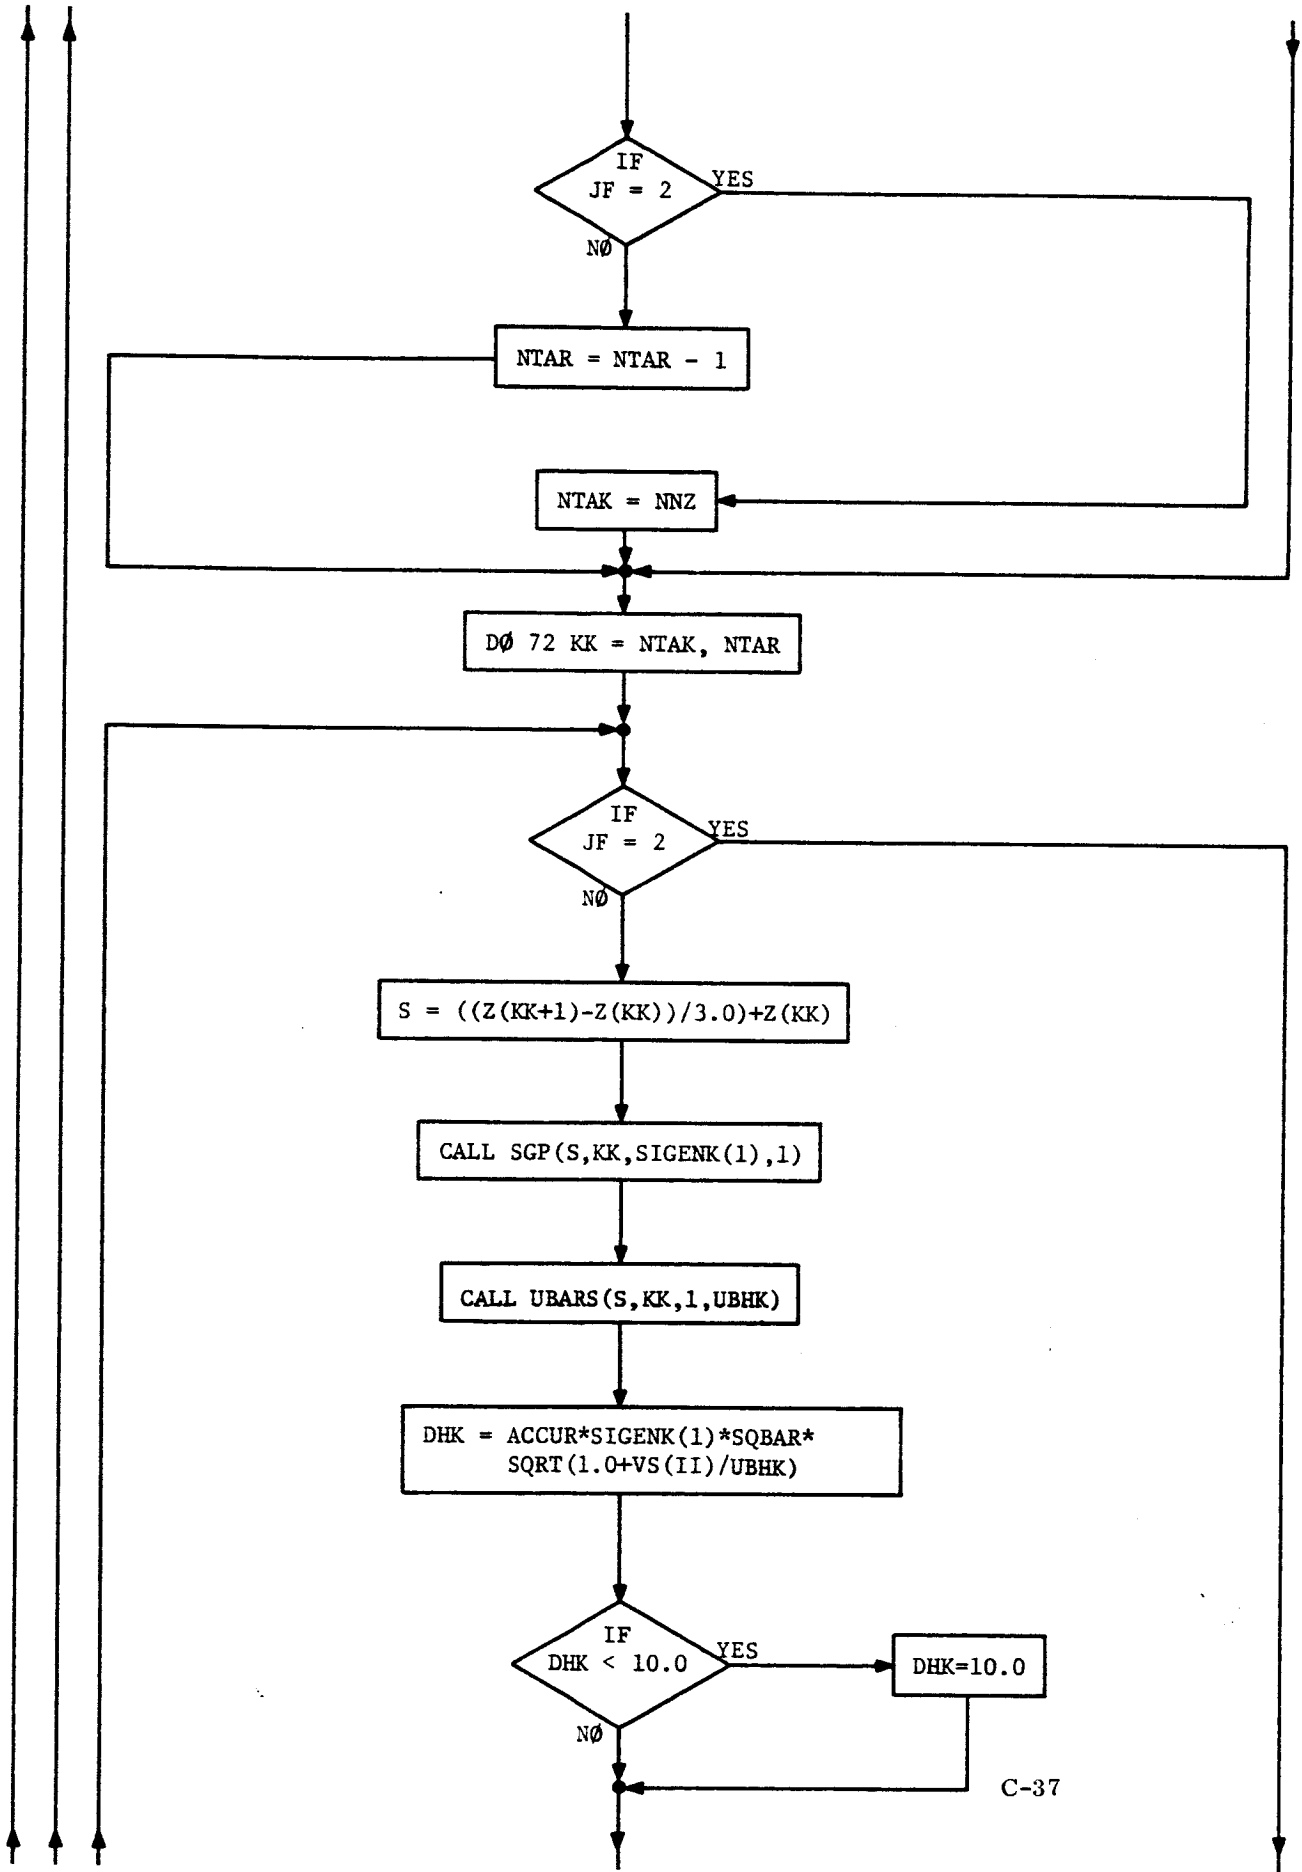 IF
JF = 2
YES
NØ
NTAR = NTAR - 1
NTAK = NNZ
DØ 72 KK = NTAK, NTAR
IF
JF = 2
YES
NØ
S = ((Z(KK+1)-Z(KK))/3.0)+Z(KK)
CALL SGP(S,KK,SIGENK(1),1)
CALL UBARS(S,KK,1,UBHK)
DHK = ACCUR*SIGENK(1)*SQBAR*
SQRT(1.0+VS(II)/UBHK)
IF
DHK < 10.0
YES
DHK=10.0
NØ
C-37